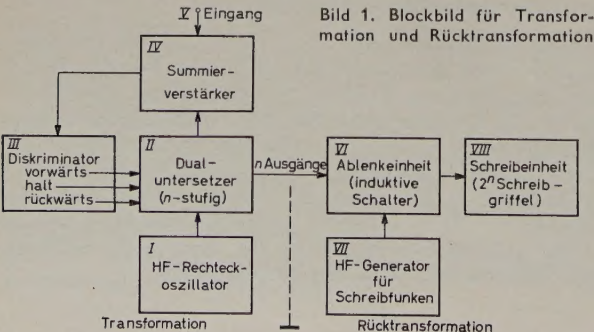 V Eingang
Bild 1. Blockbild für Transfor-
mation und Rücktransformation
IV
Summier-
verstärker
III
Diskriminator
vorwärts
halt
rückwärts
II
Dual-
untersetzer
(n-stufig)
n Ausgänge
VI
Ablenkeinheit
(induktive
Schalter)
VIII
Schreibeinheit
(2ⁿ Schreib-
griffel)
I
HF-Rechteck-
oszillator
VII
HF-Generator
für
Schreibfunken
Transformation
Rücktransformation